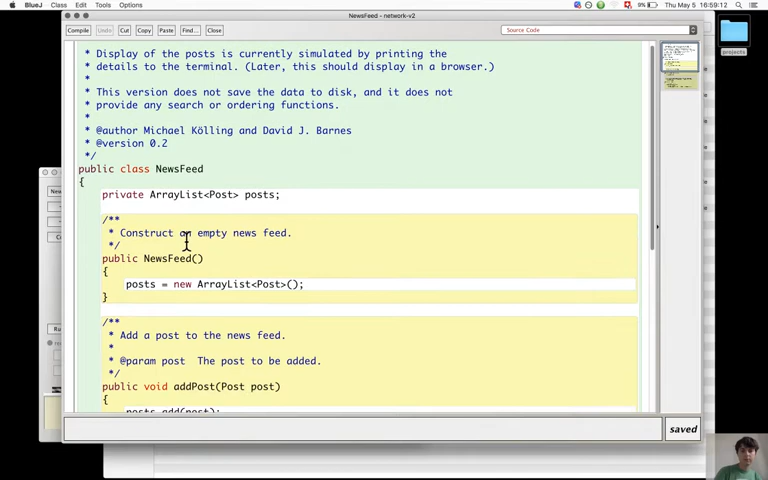 BlueJ Class Edit Tools Options
9% Thu May 5 16:59:12
NewsFeed - network-v2
Compile Undo Cut Copy Paste Find... Close
Source Code
* Display of the posts is currently simulated by printing the
* details to the terminal. (Later, this should display in a browser.)
*
* This version does not save the data to disk, and it does not
* provide any search or ordering functions.
*
* @author Michael Kölling and David J. Barnes
* @version 0.2
*/
public class NewsFeed
{
private ArrayList<Post> posts;
/**
* Construct an empty news feed.
*/
public NewsFeed()
{
posts = new ArrayList<Post>();
}
/**
* Add a post to the news feed.
*
* @param post The post to be added.
*/
public void addPost(Post post)
{
posts.add(post);
saved
projects